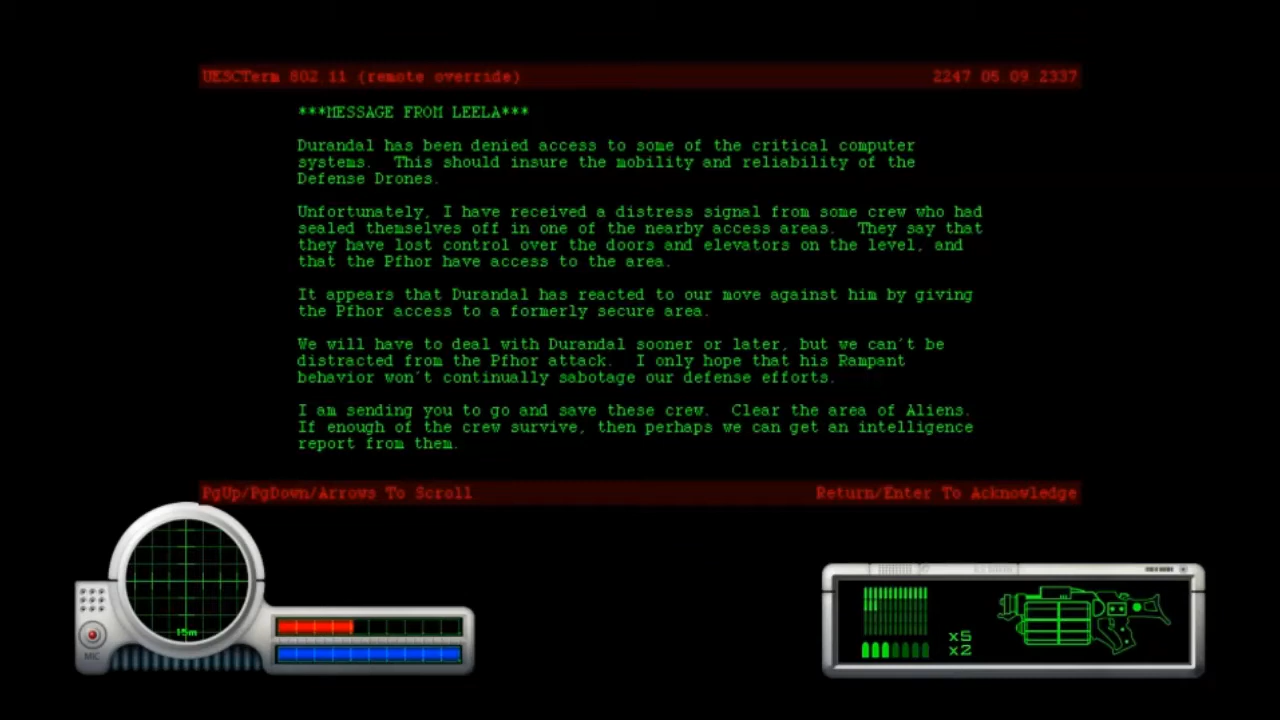 UESCTerm 802.11 (remote override) 2247 05 09 2337
***MESSAGE FROM LEELA***
Durandal has been denied access to some of the critical computer
systems.  This should insure the mobility and reliability of the
Defense Drones.
Unfortunately, I have received a distress signal from some crew who had
sealed themselves off in one of the nearby access areas.  They say that
they have lost control over the doors and elevators on the level, and
that the Pfhor have access to the area.
It appears that Durandal has reacted to our move against him by giving
the Pfhor access to a formerly secure area.
We will have to deal with Durandal sooner or later, but we can't be
distracted from the Pfhor attack.  I only hope that his Rampant
behavior won't continually sabotage our defense efforts.
I am sending you to go and save these crew.  Clear the area of Aliens.
If enough of the crew survive, then perhaps we can get an intelligence
report from them.
PgUp/PgDown/Arrows To Scroll Return/Enter To Acknowledge
15m
MIC
x5
x2